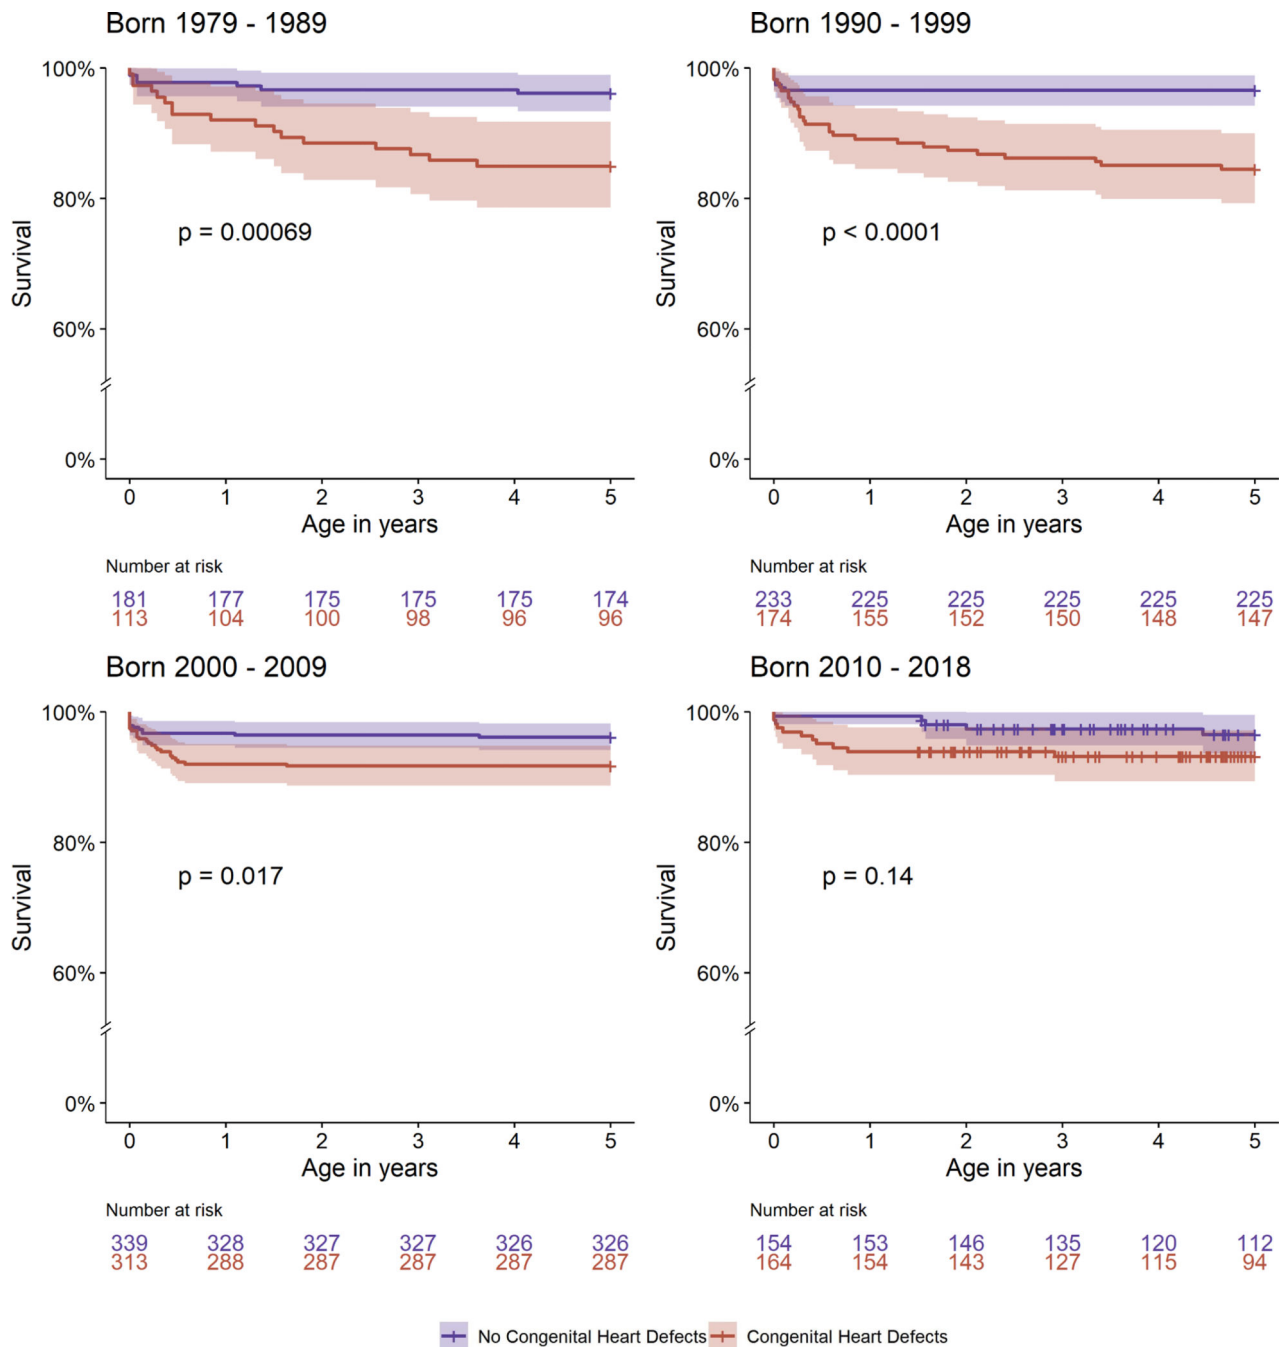 Born 1979 - 1989
100%
80%
60%
0%
Survival
p = 0.00069
0 1 2 3 4 5
Age in years
Number at risk
181 177 175 175 175 174
113 104 100 98 96 96
Born 1990 - 1999
100%
80%
60%
0%
Survival
p < 0.0001
0 1 2 3 4 5
Age in years
Number at risk
233 225 225 225 225 225
174 155 152 150 148 147
Born 2000 - 2009
100%
80%
60%
0%
Survival
p = 0.017
0 1 2 3 4 5
Age in years
Number at risk
339 328 327 327 326 326
313 288 287 287 287 287
Born 2010 - 2018
100%
80%
60%
0%
Survival
p = 0.14
0 1 2 3 4 5
Age in years
Number at risk
154 153 146 135 120 112
164 154 143 127 115 94
No Congenital Heart Defects Congenital Heart Defects